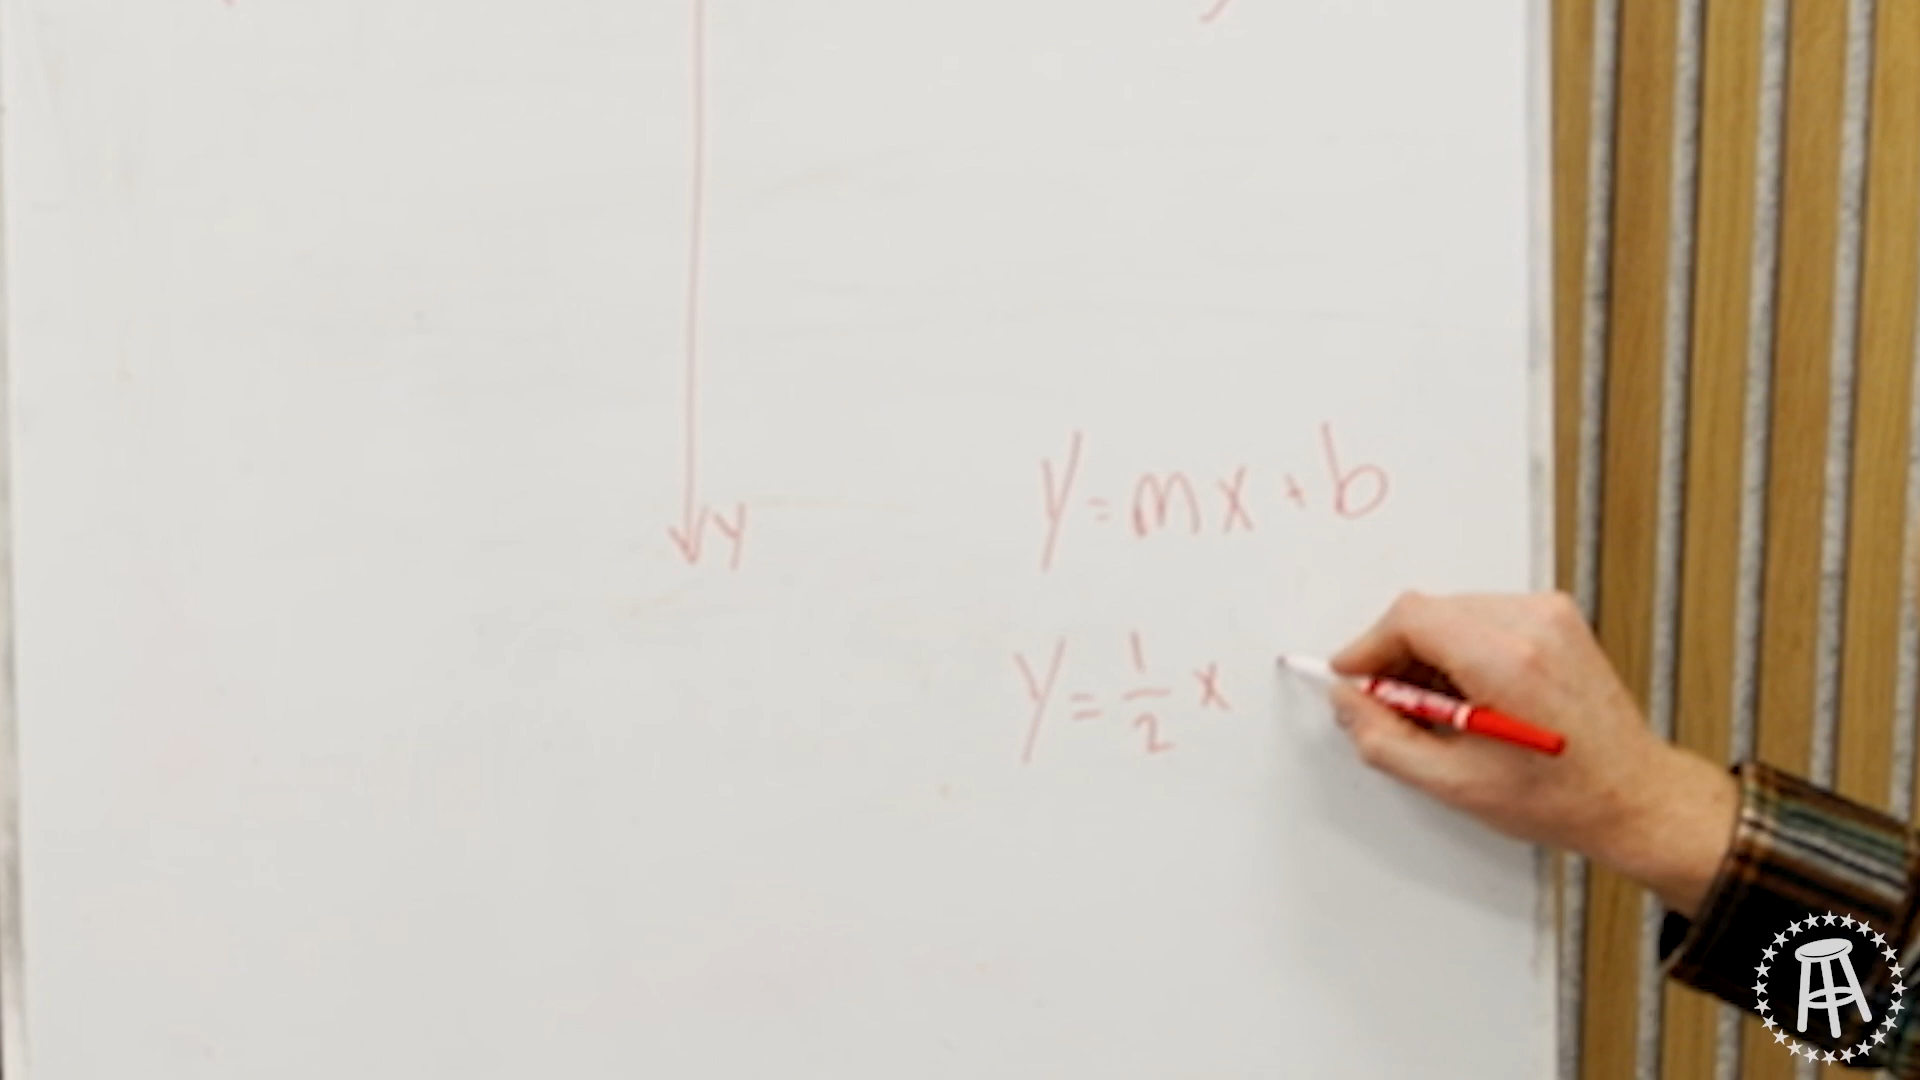 y = mx + b
y
y = 1/2 x